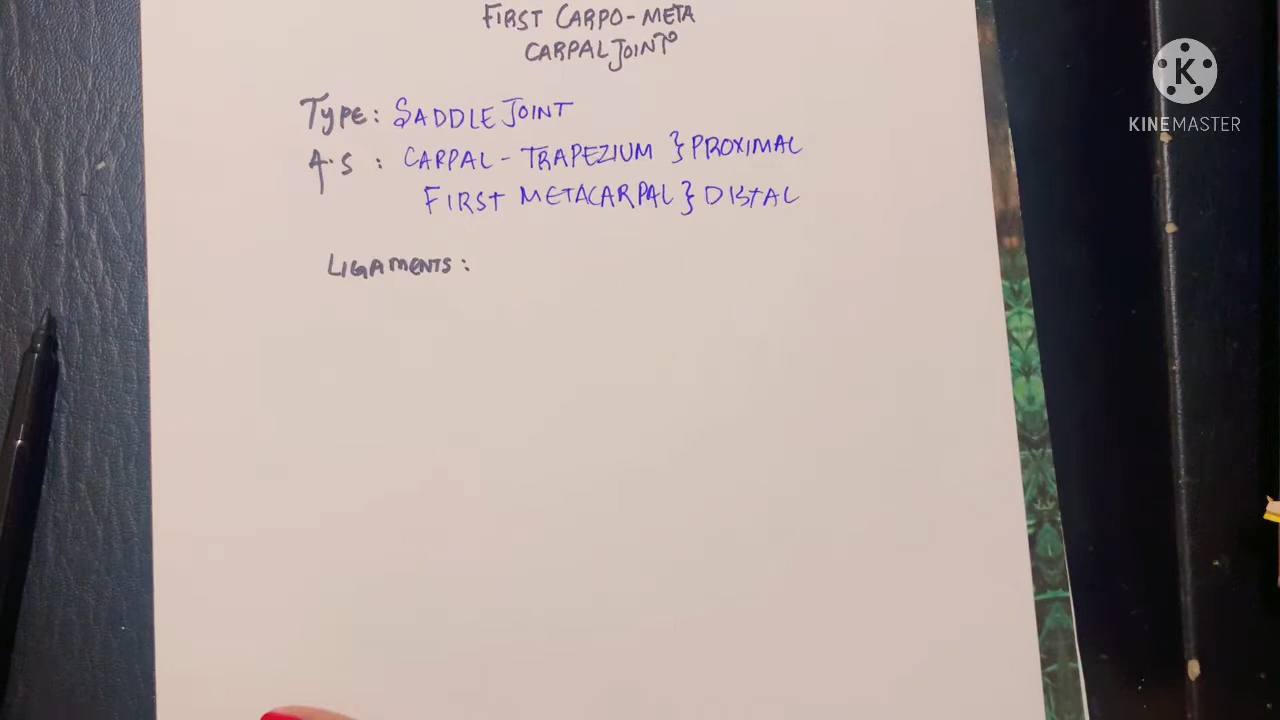 FIRST CARPO-META
CARPAL JOINT
TYPE: SADDLE JOINT
A.S : CARPAL - TRAPEZIUM } PROXIMAL
FIRST METACARPAL } DISTAL
LIGAMENTS:
K
KINEMASTER